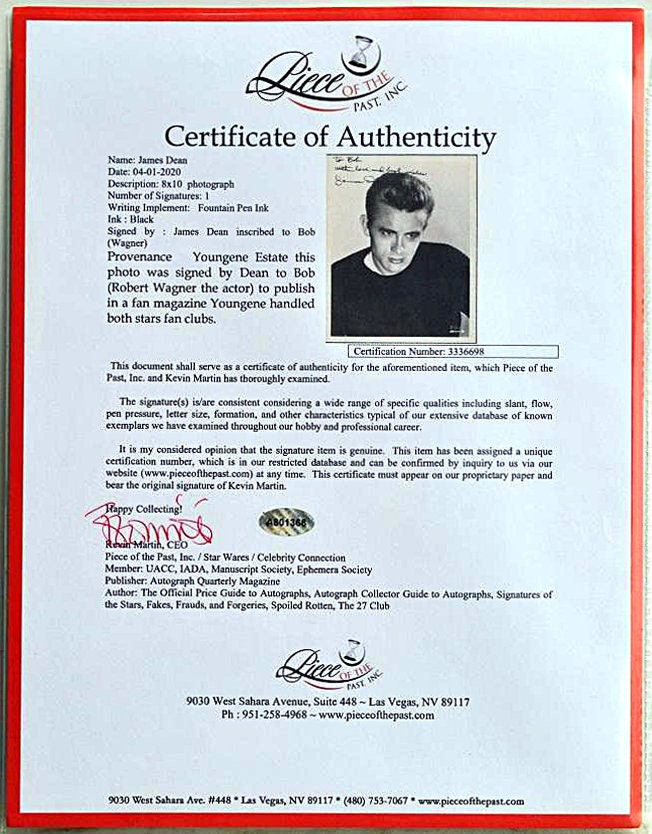 Piece OF THE PAST, INC.
Certificate of Authenticity
Name: James Dean
Date: 04-01-2020
Description: 8x10 photograph
Number of Signatures: 1
Writing Implement: Fountain Pen Ink
Ink : Black
Signed by : James Dean inscribed to Bob
(Wagner)
Provenance Youngene Estate this
photo was signed by Dean to Bob
(Robert Wagner the actor) to publish
in a fan magazine Youngene handled
both stars fan clubs.
To Bob
with love and best wishes
James
Certification Number: 3336698
This document shall serve as a certificate of authenticity for the aforementioned item, which Piece of the
Past, Inc. and Kevin Martin has thoroughly examined.
The signature(s) is/are consistent considering a wide range of specific qualities including slant, flow,
pen pressure, letter size, formation, and other characteristics typical of our extensive database of known
exemplars we have examined throughout our hobby and professional career.
It is my considered opinion that the signature item is genuine. This item has been assigned a unique
certification number, which is in our restricted database and can be confirmed by inquiry to us via our
website (www.pieceofthepast.com) at any time. This certificate must appear on our proprietary paper and
bear the original signature of Kevin Martin.
Happy Collecting!
A801368
Kevin Martin, CEO
Piece of the Past, Inc. / Star Wares / Celebrity Connection
Member: UACC, IADA, Manuscript Society, Ephemera Society
Publisher: Autograph Quarterly Magazine
Author: The Official Price Guide to Autographs, Autograph Collector Guide to Autographs, Signatures of
the Stars, Fakes, Frauds, and Forgeries, Spoiled Rotten, The 27 Club
Piece OF THE PAST, INC.
9030 West Sahara Avenue, Suite 448 ~ Las Vegas, NV 89117
Ph : 951-258-4968 ~ www.pieceofthepast.com
9030 West Sahara Ave. #448 * Las Vegas, NV 89117 * (480) 753-7067 * www.pieceofthepast.com